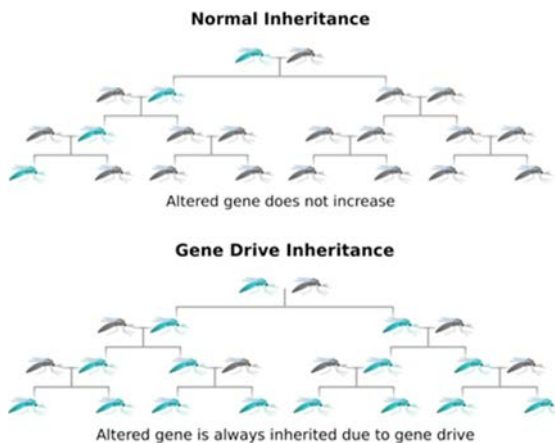 Normal Inheritance
Altered gene does not increase
Gene Drive Inheritance
Altered gene is always inherited due to gene drive